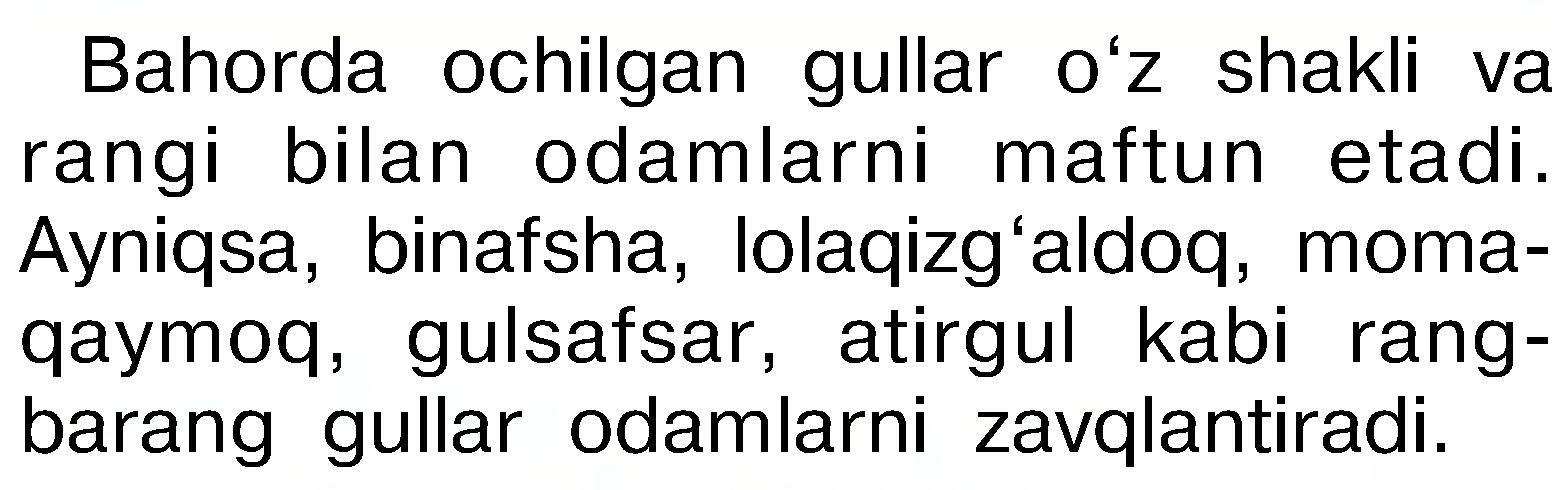 Bahorda ochilgan gullar o‘z shakli va
rangi bilan odamlarni maftun etadi.
Ayniqsa, binafsha, lolaqizg‘aldoq, moma-
qaymoq, gulsafsar, atirgul kabi rang-
barang gullar odamlarni zavqlantiradi.